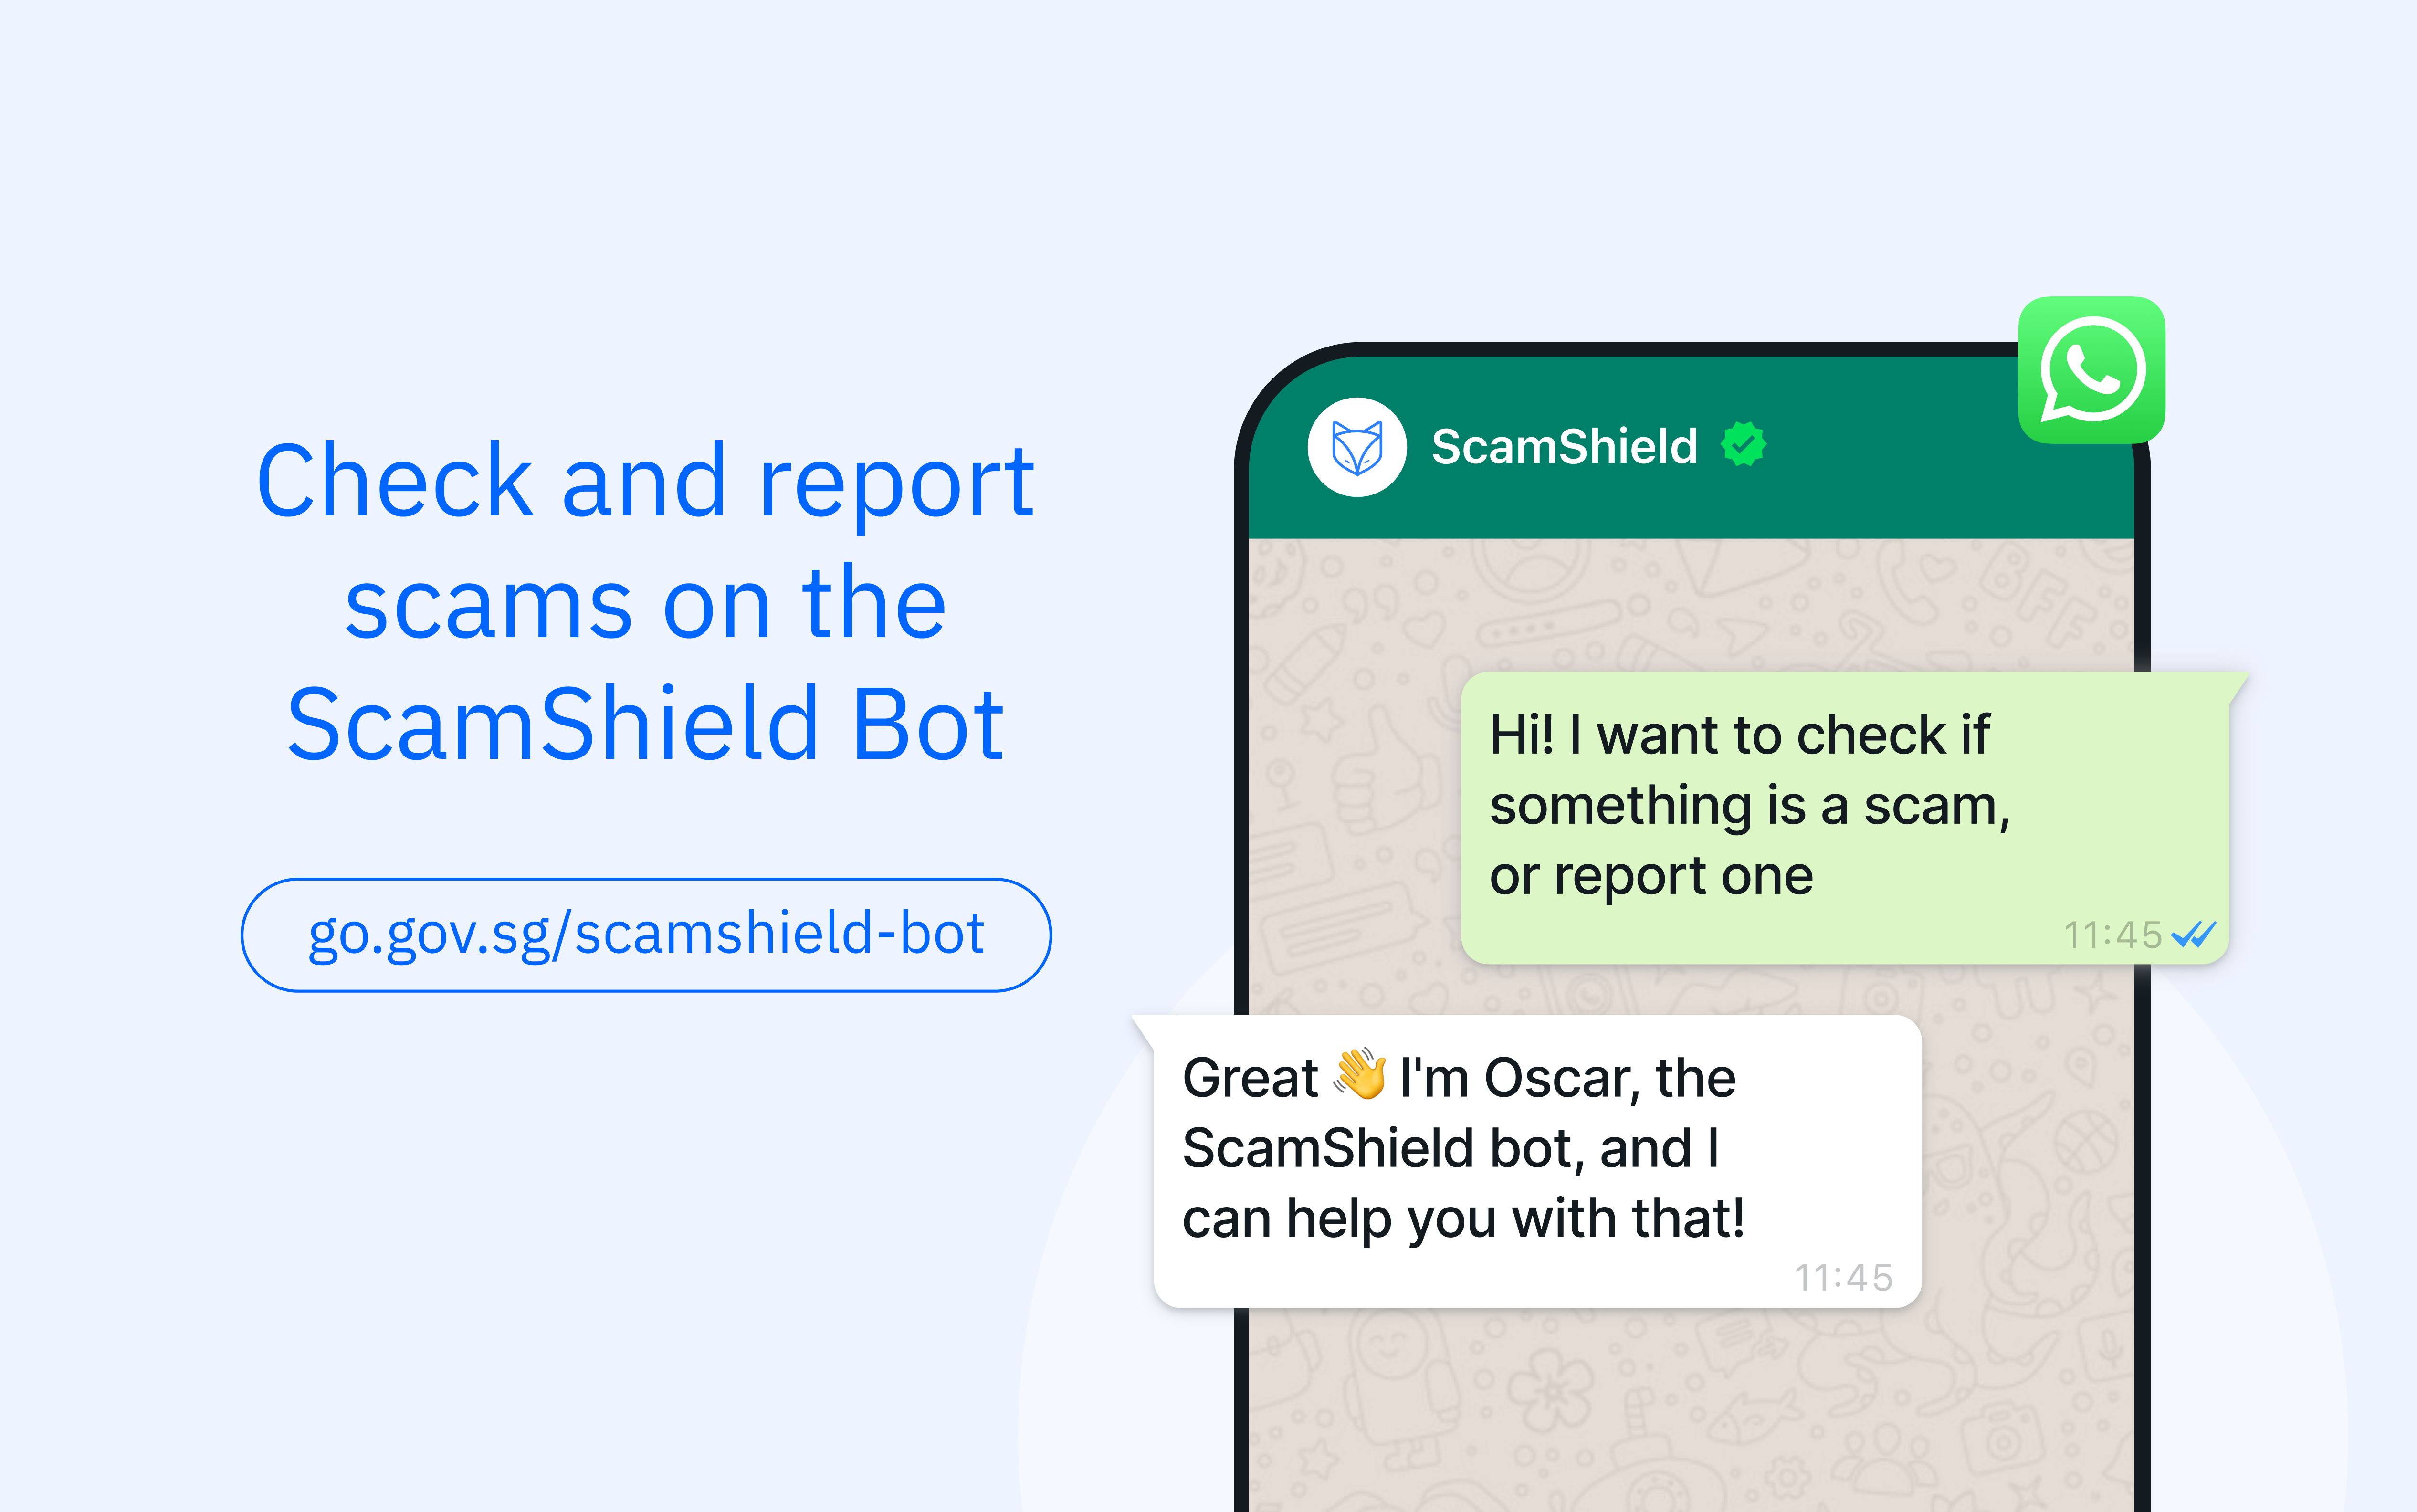 Check and report
scams on the
ScamShield Bot
go.gov.sg/scamshield-bot
ScamShield
Hi! I want to check if
something is a scam,
or report one
11:45
Great 👋 I'm Oscar, the
ScamShield bot, and I
can help you with that!
11:45